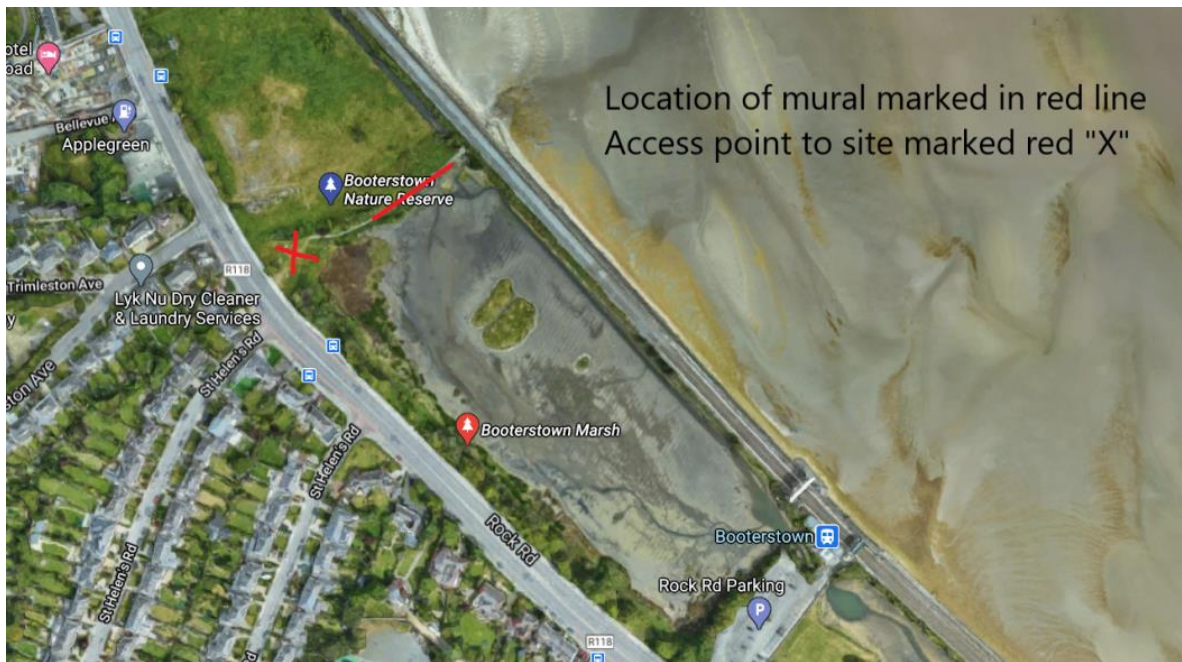 Location of mural marked in red line
Access point to site marked red "X"
otel
oad
Bellevue
Applegreen
Booterstown
Nature Reserve
R118
Trimleston Ave
Lyk Nu Dry Cleaner
& Laundry Services
y
ston Ave
St Helen's Rd
St Helen's Rd
St Helen's Rd
Booterstown Marsh
Rock Rd
Booterstown
Rock Rd Parking
P
R118